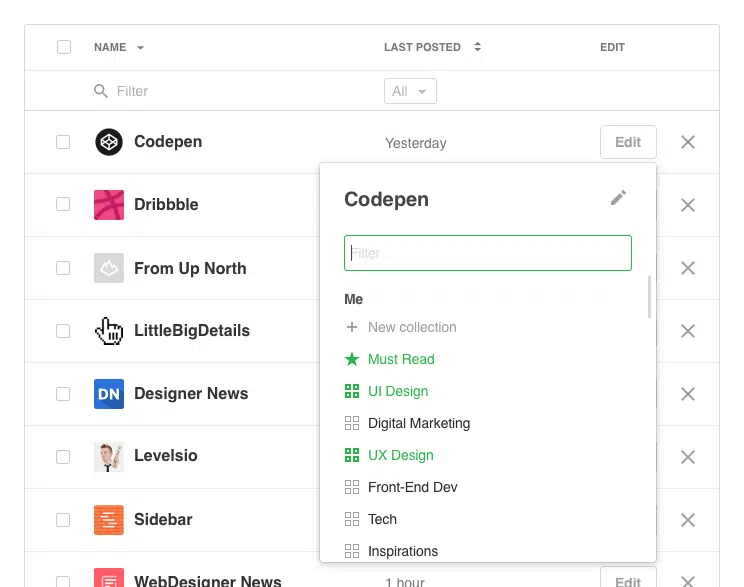 NAME LAST POSTED EDIT
Filter All
Codepen Yesterday Edit
Dribbble
From Up North
LittleBigDetails
DN Designer News
Levelsio
Sidebar
WebDesigner News 1 hour Edit
Codepen
Filter
Me
New collection
Must Read
UI Design
Digital Marketing
UX Design
Front-End Dev
Tech
Inspirations